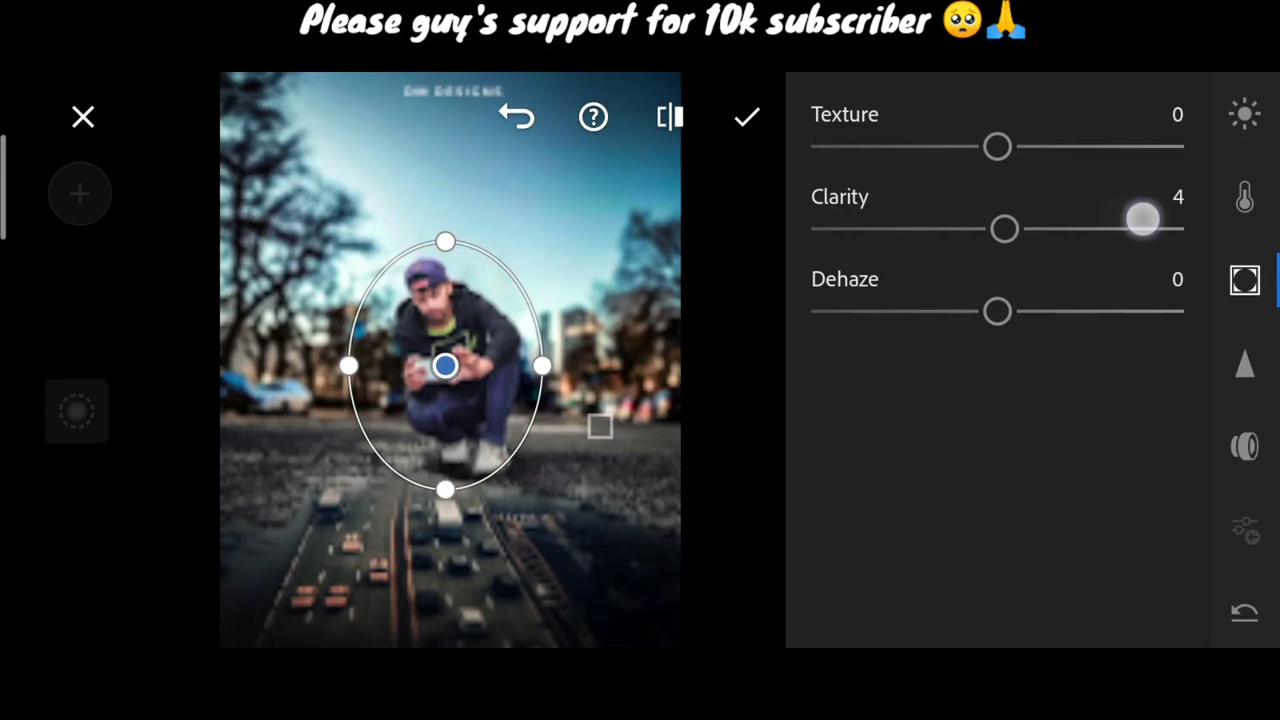 Please guy's support for 10k subscriber 🥺🙏
Texture 0
Clarity 4
Dehaze 0